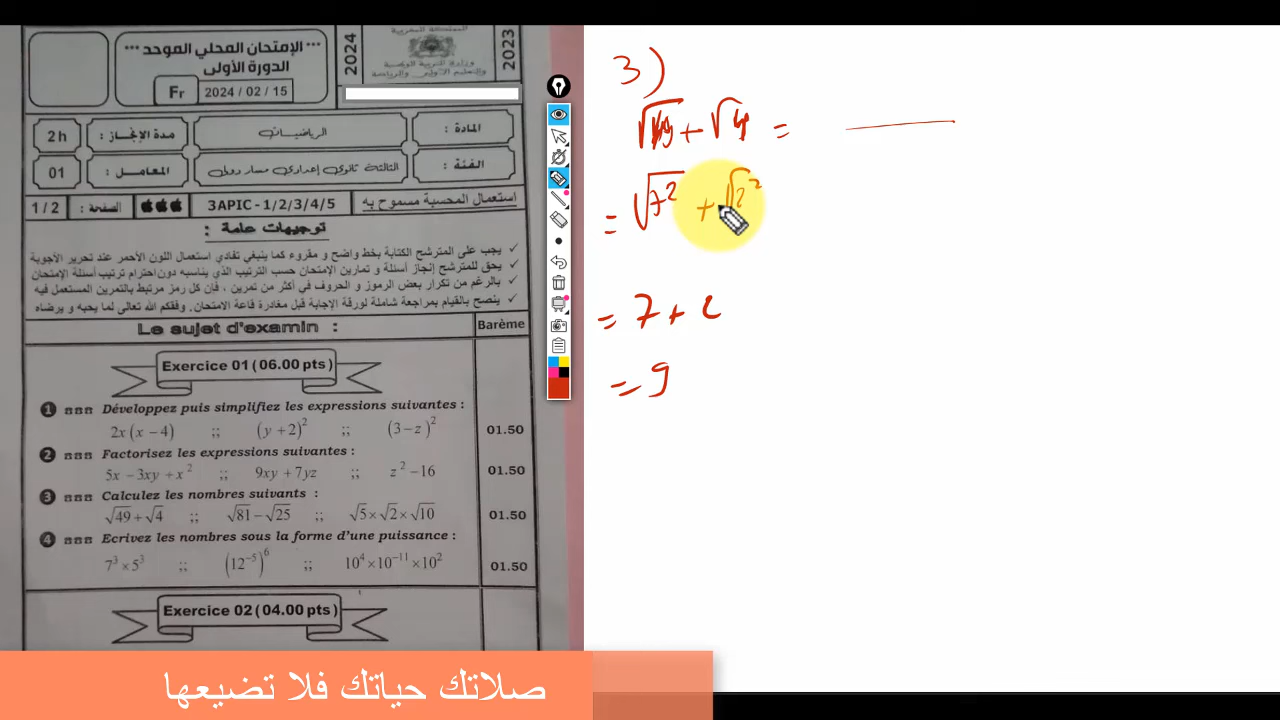 *** الإمتحان المحلي الموحد ***
الدورة الأولى
Fr 2024 / 02 / 15
2024
2023
المملكة المغربية
المادة : الرياضيات مدة الإنجاز : 2h
الفئة : الثالثة ثانوي إعدادي مسار دولي المعامل : 01
استعمال المحسبة مسموح به 3APIC - 1/2/3/4/5 الصفحة : 1 / 2
توجيهات عامة :
✓ يجب على المترشح الكتابة بخط واضح و مقروء كما ينبغي تفادي استعمال اللون الأحمر عند تحرير الأجوبة
✓ يحق للمترشح إنجاز أسئلة و تمارين الإمتحان حسب الترتيب الذي يناسبه دون احترام ترتيب أسئلة الإمتحان
✓ بالرغم من تكرار بعض الرموز و الحروف في أكثر من تمرين ، فإن كل رمز مرتبط بالتمرين المستعمل فيه
✓ ينصح بالقيام بمراجعة شاملة لورقة الإجابة قبل مغادرة قاعة الامتحان. وفقكم الله تعالى لما يحبه و يرضاه
Le sujet d'examin : Barème
Exercice 01 (06.00 pts)
1 Développez puis simplifiez les expressions suivantes :
2x(x−4) ;; (y+2)² ;; (3−z)² 01.50
2 Factorisez les expressions suivantes :
5x−3xy+x² ;; 9xy+7yz ;; z²−16 01.50
3 Calculez les nombres suivants :
√49+√4 ;; √81−√25 ;; √5×√2×√10 01.50
4 Ecrivez les nombres sous la forme d'une puissance :
7³×5³ ;; (12⁻⁵)⁶ ;; 10⁴×10⁻¹¹×10² 01.50
Exercice 02 (04.00 pts)
3)
√49 + √4 =
= √7² + √2²
= 7 + 2
= 9
صلاتك حياتك فلا تضيعها